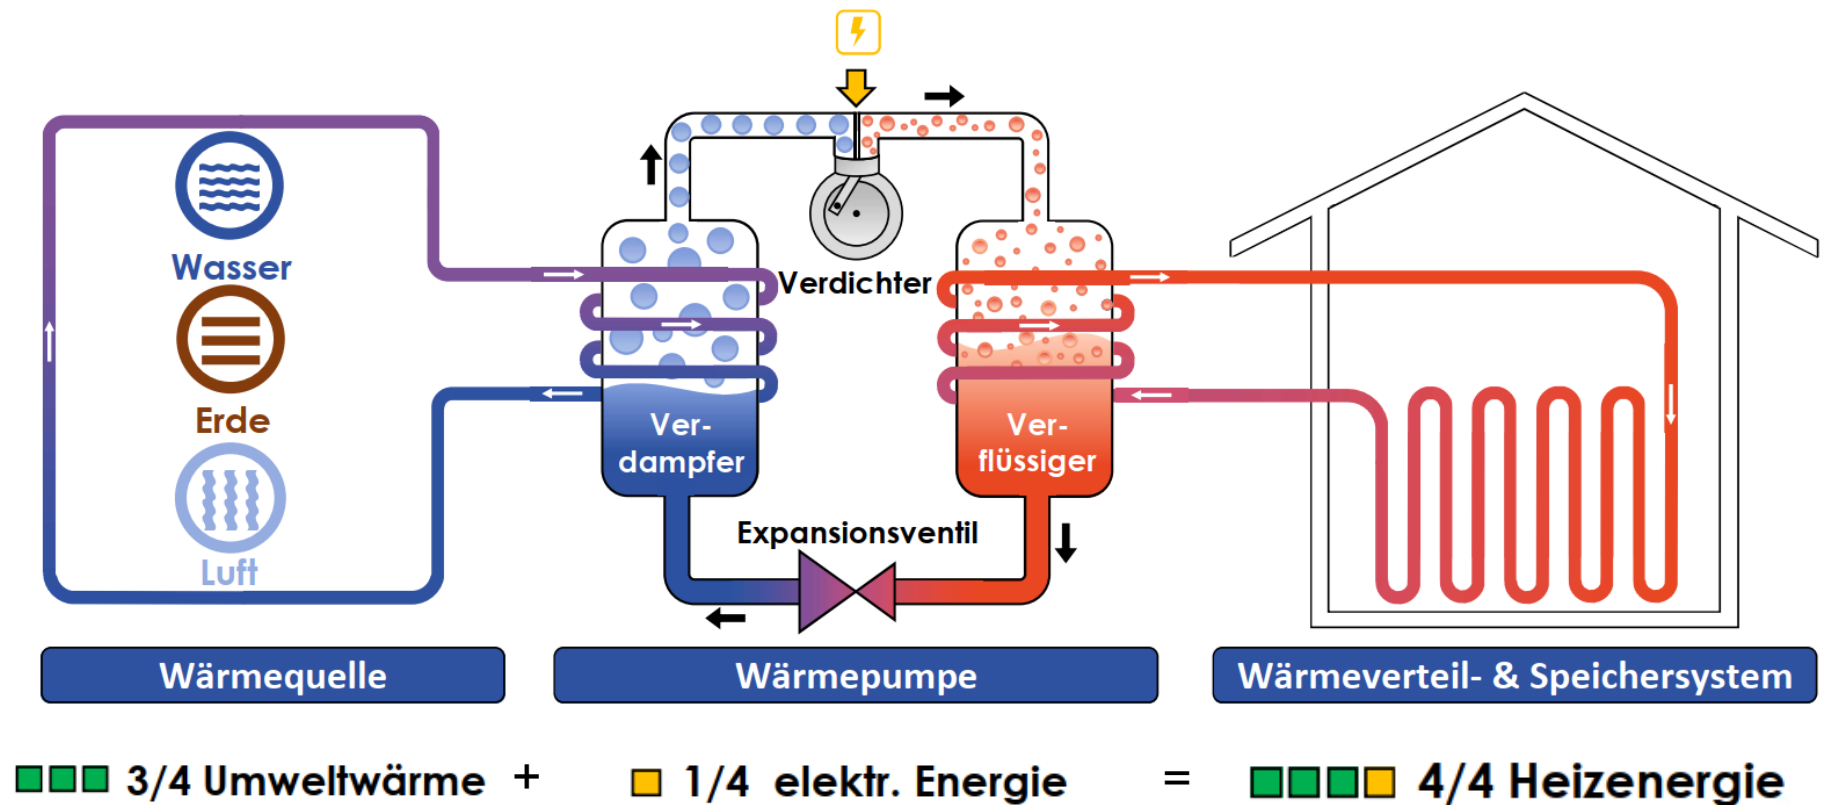 Wasser
Erde
Luft
Verdichter
Ver-
dampfer
Ver-
flüssiger
Expansionsventil
Wärmequelle
Wärmepumpe
Wärmeverteil- & Speichersystem
3/4 Umweltwärme + 1/4 elektr. Energie = 4/4 Heizenergie